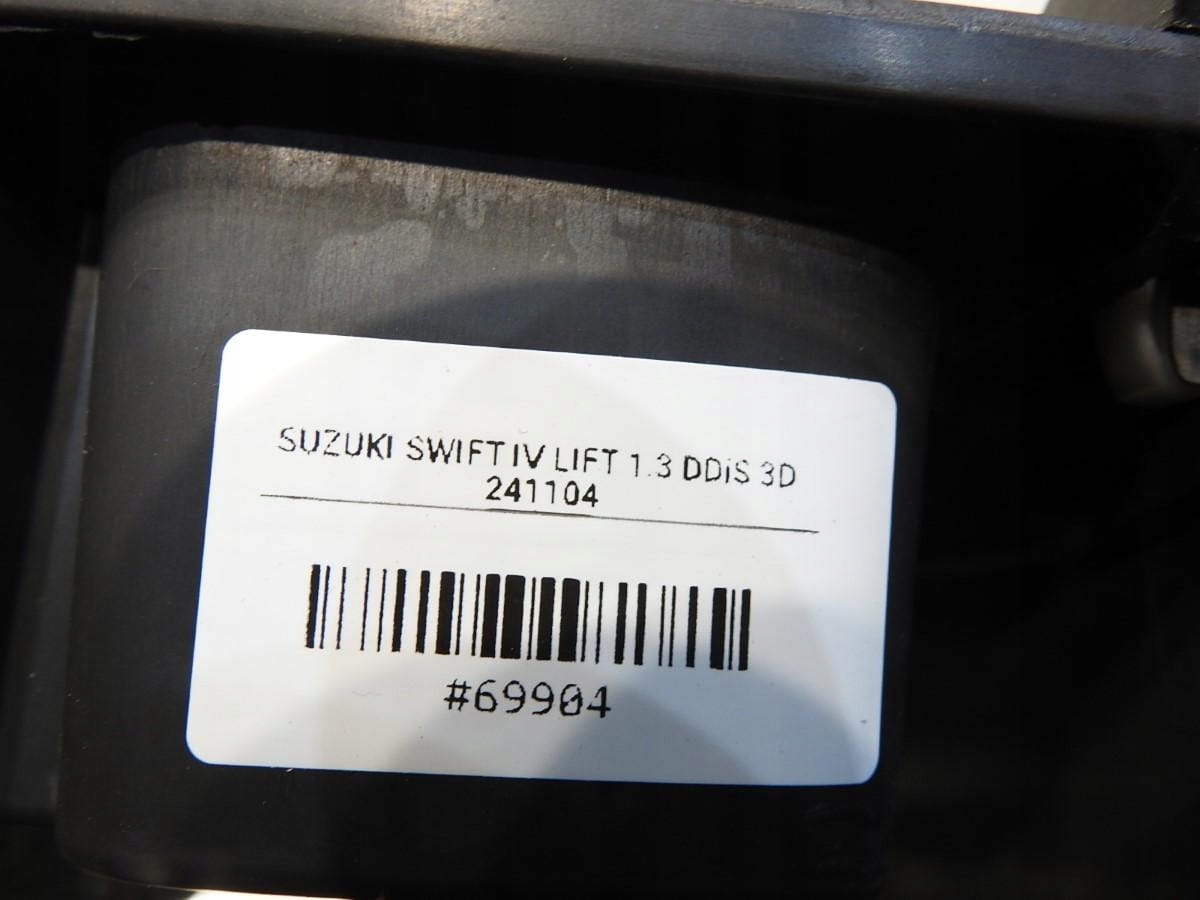 SUZUKI SWIFT IV LIFT 1.3 DDiS 3D
241104
#69904